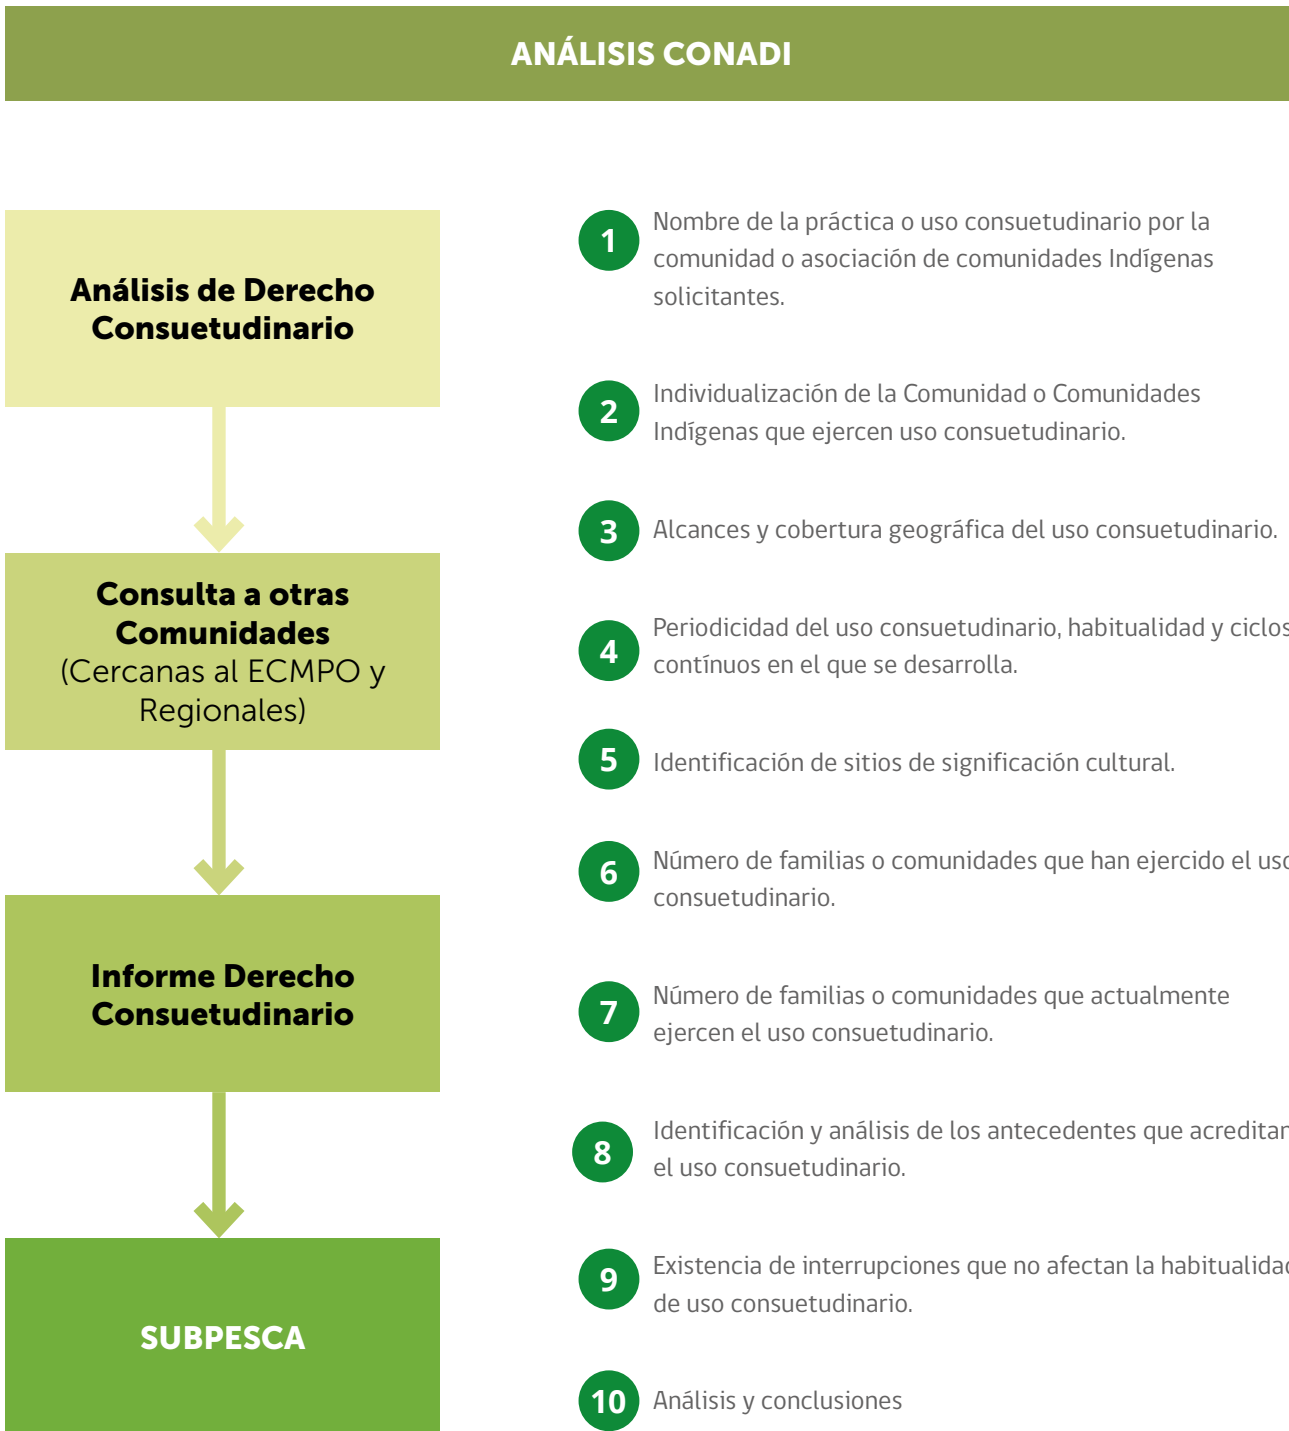 ANÁLISIS CONADI
Análisis de Derecho
Consuetudinario
Consulta a otras
Comunidades
(Cercanas al ECMPO y
Regionales)
Informe Derecho
Consuetudinario
SUBPESCA
1
Nombre de la práctica o uso consuetudinario por la
comunidad o asociación de comunidades Indígenas
solicitantes.
2
Individualización de la Comunidad o Comunidades
Indígenas que ejercen uso consuetudinario.
3
Alcances y cobertura geográfica del uso consuetudinario.
4
Periodicidad del uso consuetudinario, habitualidad y ciclos
contínuos en el que se desarrolla.
5
Identificación de sitios de significación cultural.
6
Número de familias o comunidades que han ejercido el uso
consuetudinario.
7
Número de familias o comunidades que actualmente
ejercen el uso consuetudinario.
8
Identificación y análisis de los antecedentes que acreditan
el uso consuetudinario.
9
Existencia de interrupciones que no afectan la habitualidad
de uso consuetudinario.
10
Análisis y conclusiones